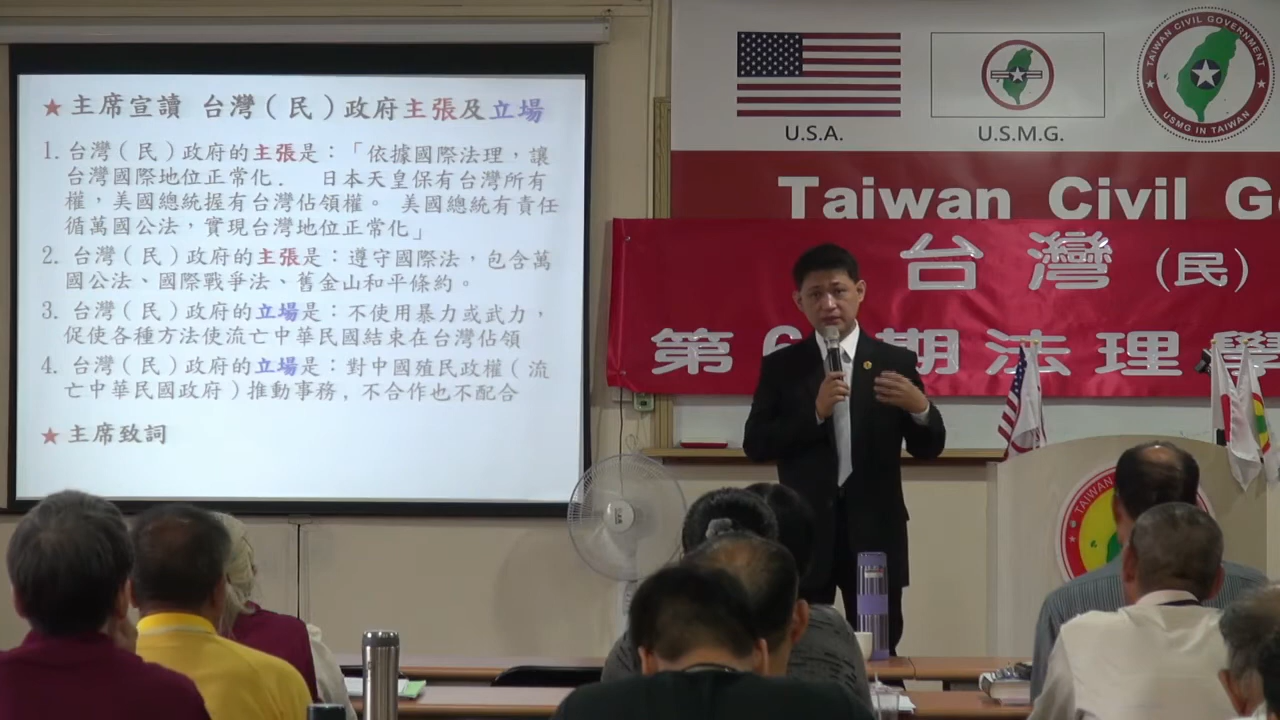 ★ 主席宣讀 台灣(民)政府主張及立場
1. 台灣(民)政府的主張是:「依據國際法理,讓
台灣國際地位正常化. 日本天皇保有台灣所有
權,美國總統握有台灣佔領權。 美國總統有責任
循萬國公法,實現台灣地位正常化」
2. 台灣(民)政府的主張是:遵守國際法,包含萬
國公法、國際戰爭法、舊金山和平條約。
3. 台灣(民)政府的立場是:不使用暴力或武力,
促使各種方法使流亡中華民國結束在台灣佔領
4. 台灣(民)政府的立場是:對中國殖民政權(流
亡中華民國政府)推動事務, 不合作也不配合
★ 主席致詞
U.S.A.
U.S.M.G.
TAIWAN CIVIL GOVERNMENT
USMG IN TAIWAN
Taiwan Civil G
台灣(民)
第6 期法理學
TAIWAN